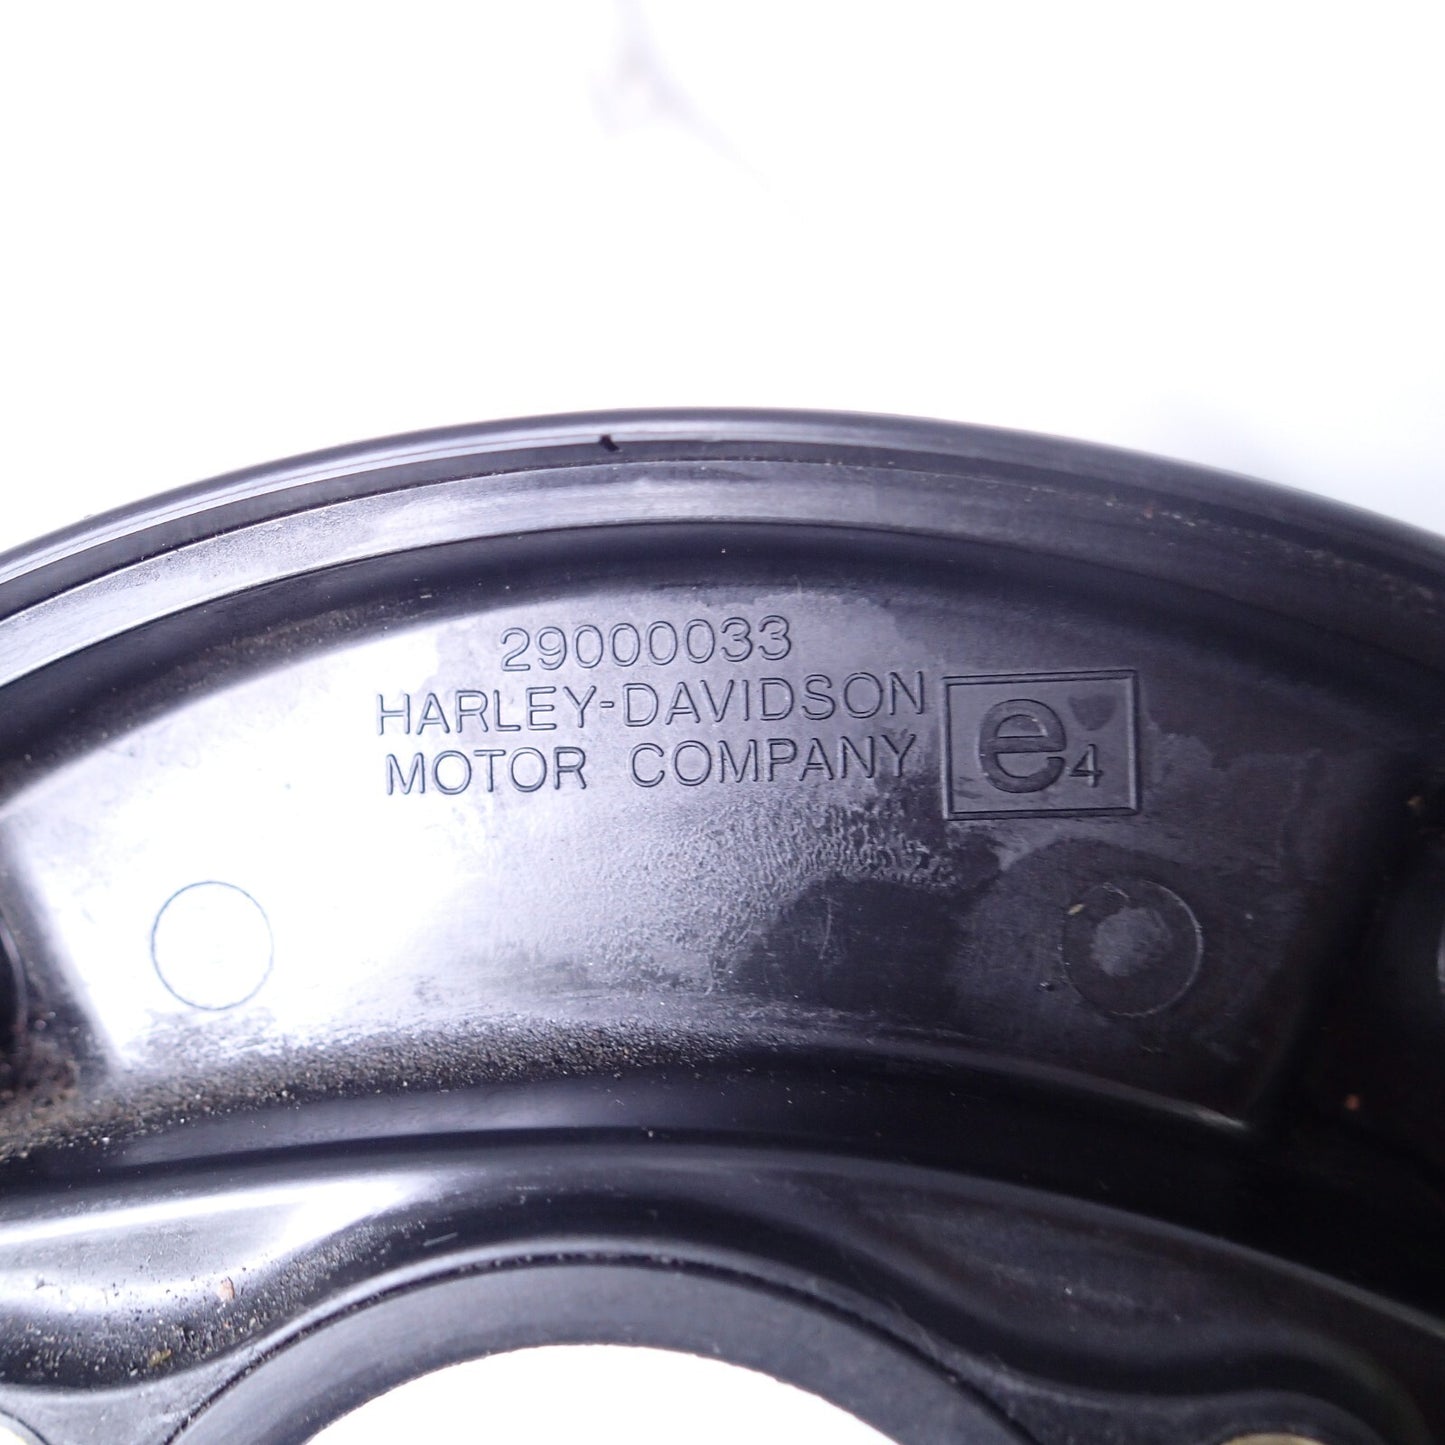 29000033
HARLEY-DAVIDSON
MOTOR COMPANY
e4